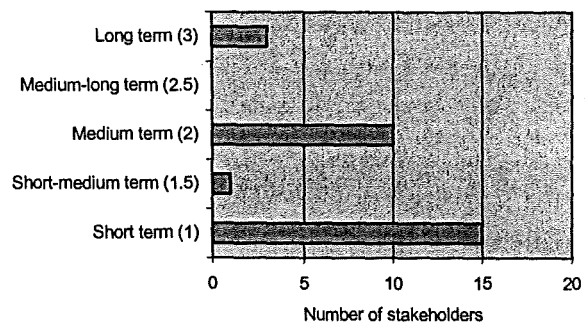 Long term (3)
Medium-long term (2.5)
Medium term (2)
Short-medium term (1.5)
Short term (1)
0 5 10 15 20
Number of stakeholders